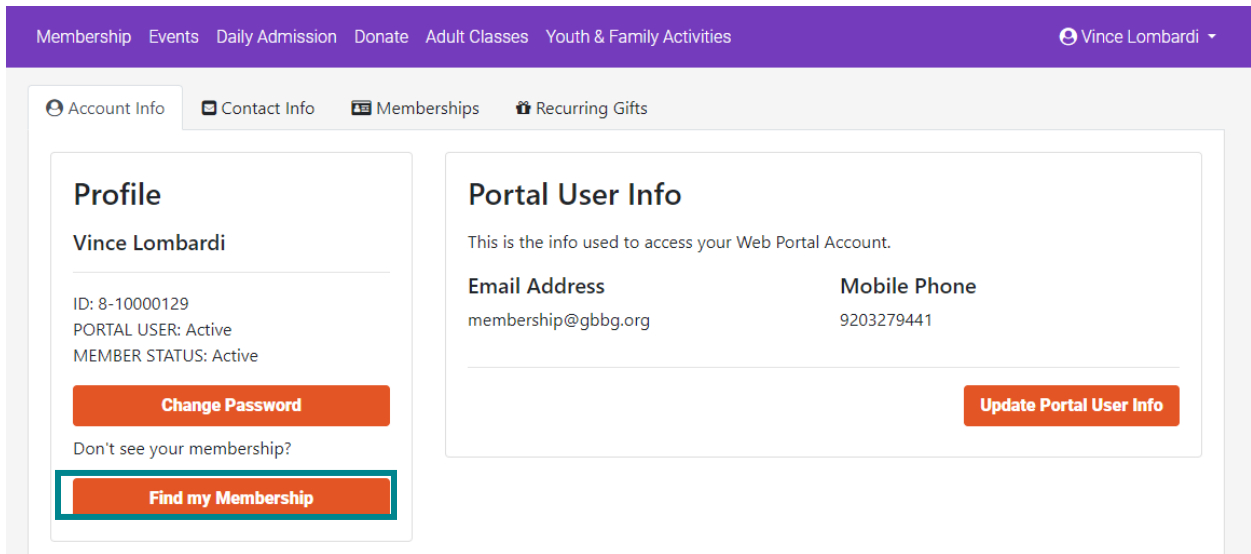 Membership Events Daily Admission Donate Adult Classes Youth & Family Activities Vince Lombardi
Account Info Contact Info Memberships Recurring Gifts
Profile
Vince Lombardi
ID: 8-10000129
PORTAL USER: Active
MEMBER STATUS: Active
Change Password
Don't see your membership?
Find my Membership
Portal User Info
This is the info used to access your Web Portal Account.
Email Address Mobile Phone
membership@gbbg.org 9203279441
Update Portal User Info